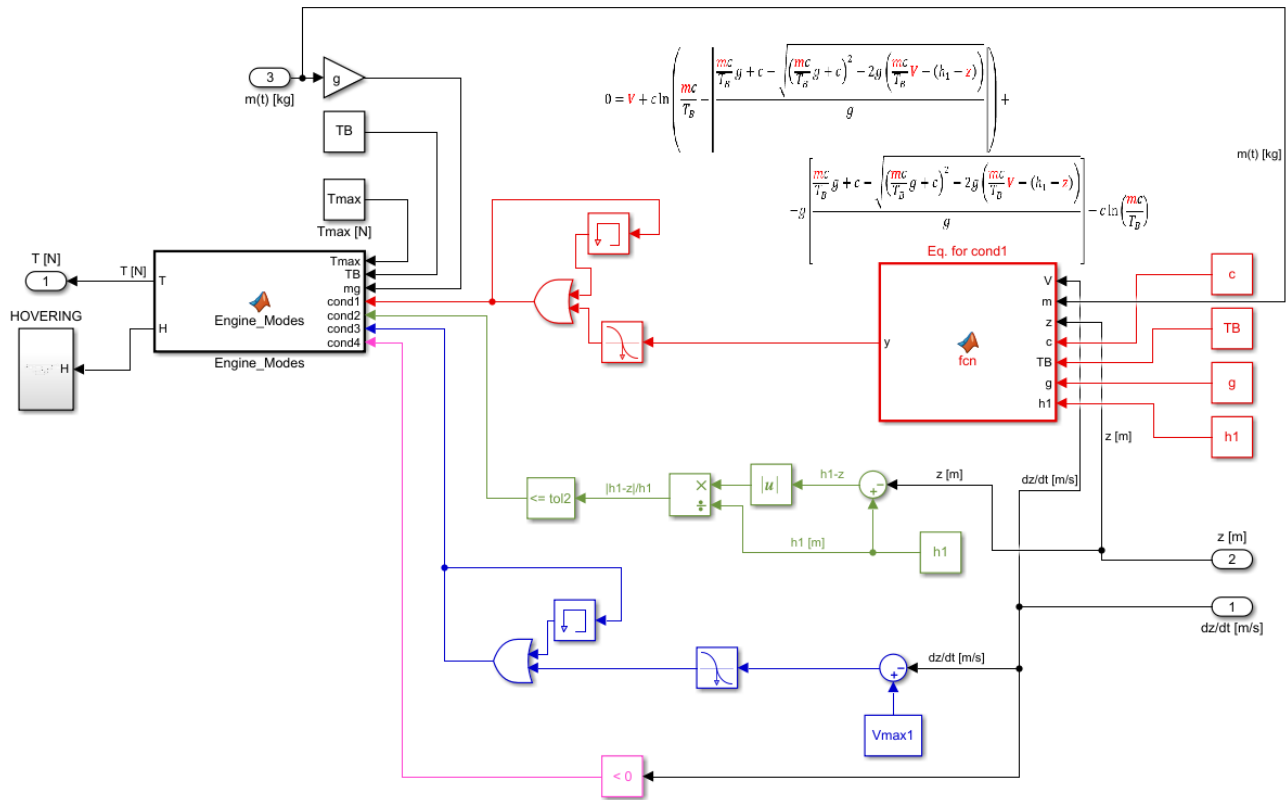 3
m(t) [kg]
g
TB
Tmax
Tmax [N]
0 = V + c ln ( mc/T_B − | ( mc/T_B g + c − √( ( mc/T_B g + c )² − 2g ( mc/T_B V − (h₁ − z) ) ) ) / g | ) +
−g [ ( mc/T_B g + c − √( ( mc/T_B g + c )² − 2g ( mc/T_B V − (h₁ − z) ) ) ) / g ] − c ln ( mc/T_B )
m(t) [kg]
T [N]
1
T [N]
T
H
Engine_Modes
Tmax
TB
mg
cond1
cond2
cond3
cond4
Engine_Modes
HOVERING
H
Eq. for cond1
y
fcn
V
m
z
c
TB
g
h1
c
TB
g
h1
z [m]
dz/dt [m/s]
<= tol2
|h1-z|/h1
×
÷
|u|
h1-z
+
−
z [m]
h1 [m]
h1
z [m]
2
1
dz/dt [m/s]
dz/dt [m/s]
+
−
Vmax1
< 0